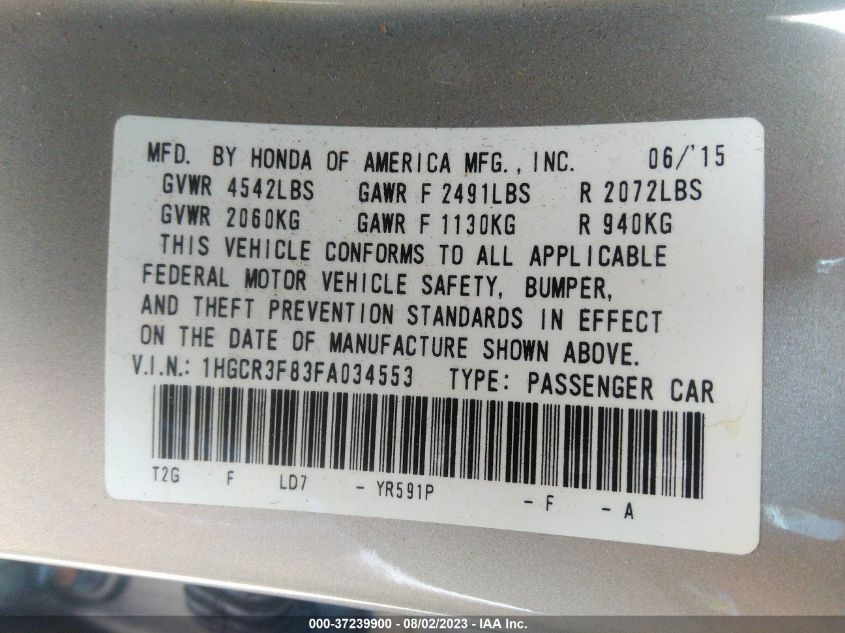 MFD. BY HONDA OF AMERICA MFG., INC. 06/'15
GVWR 4542LBS GAWR F 2491LBS R 2072LBS
GVWR 2060KG GAWR F 1130KG R 940KG
THIS VEHICLE CONFORMS TO ALL APPLICABLE
FEDERAL MOTOR VEHICLE SAFETY, BUMPER,
AND THEFT PREVENTION STANDARDS IN EFFECT
ON THE DATE OF MANUFACTURE SHOWN ABOVE.
V.I.N.: 1HGCR3F83FA034553 TYPE: PASSENGER CAR
T2G F LD7 - YR591P - F - A
000-37239900 - 08/02/2023 - IAA Inc.